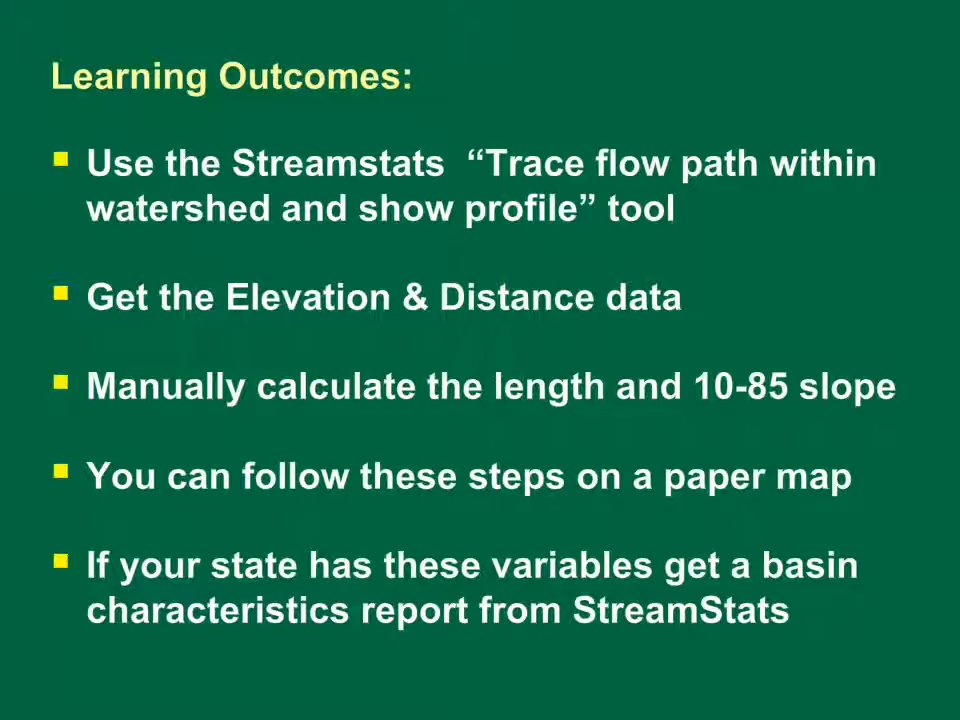 Learning Outcomes:
Use the Streamstats “Trace flow path within
watershed and show profile” tool
Get the Elevation & Distance data
Manually calculate the length and 10-85 slope
You can follow these steps on a paper map
If your state has these variables get a basin
characteristics report from StreamStats